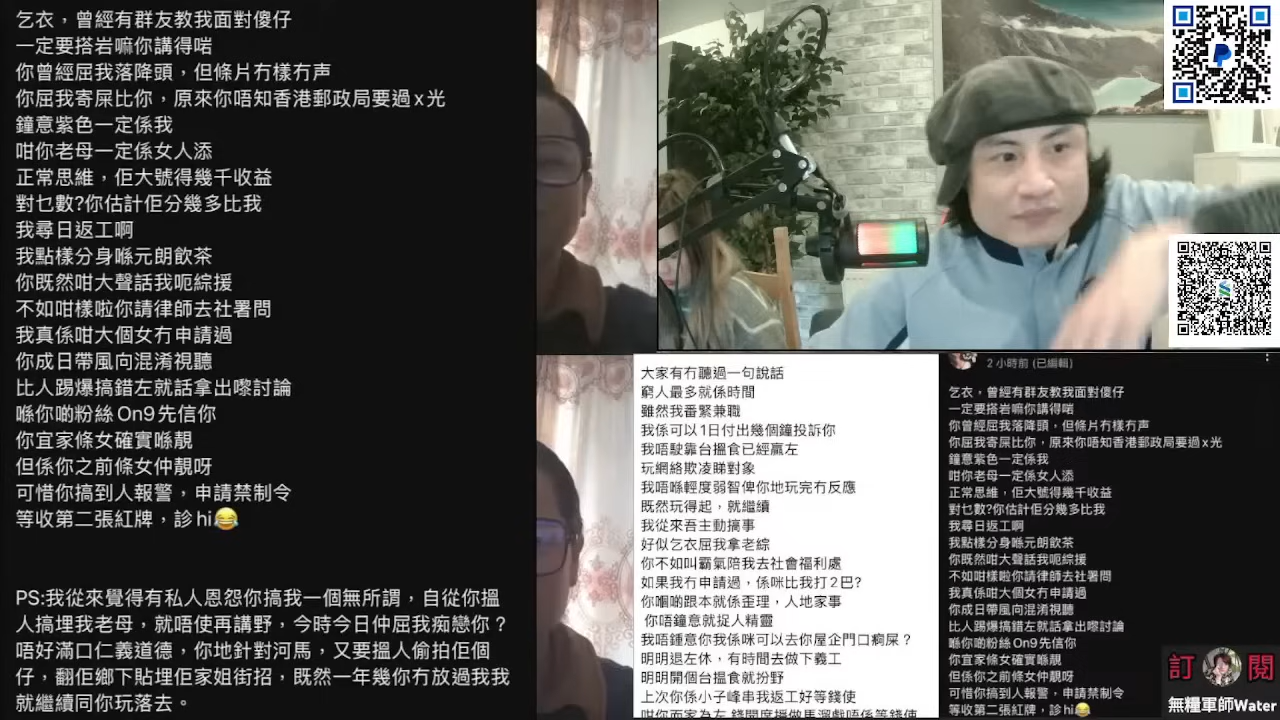 乞衣，曾經有群友教我面對傻仔
一定要搭岩嘛你講得啱
你曾經屈我落降頭，但條片冇樣冇声
你屈我寄屎比你，原來你唔知香港郵政局要過x光
鐘意紫色一定係我
咁你老母一定係女人添
正常思維，佢大號得幾千收益
對乜數?你估計佢分幾多比我
我尋日返工啊
我點樣分身喺元朗飲茶
你既然咁大聲話我呃綜援
不如咁樣啦你請律師去社署問
我真係咁大個女冇申請過
你成日帶風向混淆視聽
比人踢爆搞錯左就話拿出嚟討論
喺你啲粉絲On9先信你
你宜家條女確實喺靚
但係你之前條女仲靚呀
可惜你搞到人報警，申請禁制令
等收第二張紅牌，診hi😂
PS:我從來覺得有私人恩怨你搞我一個無所謂，自從你搵
人搞埋我老母，就唔使再講野，今時今日仲屈我痴戀你？
唔好滿口仁義道德，你地針對河馬，又要搵人偷拍佢個
仔，翻佢鄉下貼埋佢家姐街招，既然一年幾你冇放過我我
就繼續同你玩落去。
大家有冇聽過一句說話
窮人最多就係時間
雖然我番緊兼職
我係可以1日付出幾個鐘投訴你
我唔駛靠台搵食已經贏左
玩網絡欺凌睇對象
我唔喺輕度弱智俾你地玩完冇反應
既然玩得起，就繼續
我從來吾主動搞事
好似乞衣屈我拿老綜
你不如叫霸氣陪我去社會福利處
如果我冇申請過，係咪比我打2巴?
你嗰啲跟本就係歪理，人地家事
你唔鐘意就捉人精靈
我唔鍾意你我係咪可以去你屋企門口痾屎？
明明退左休，有時間去做下義工
明明開個台搵食就扮野
上次你係小子峰串我返工好等錢使
2 小時前 (已編輯)
乞衣，曾經有群友教我面對傻仔
一定要搭岩嘛你講得啱
你曾經屈我落降頭，但條片冇樣冇声
你屈我寄屎比你，原來你唔知香港郵政局要過x光
鐘意紫色一定係我
咁你老母一定係女人添
正常思維，佢大號得幾千收益
對乜數?你估計佢分幾多比我
我尋日返工啊
我點樣分身喺元朗飲茶
你既然咁大聲話我呃綜援
不如咁樣啦你請律師去社署問
我真係咁大個女冇申請過
你成日帶風向混淆視聽
比人踢爆搞錯左就話拿出嚟討論
喺你啲粉絲On9先信你
你宜家條女確實喺靚
但係你之前條女仲靚呀
可惜你搞到人報警，申請禁制令
等收第二張紅牌，診hi😂
訂 閱
無糧軍師Water